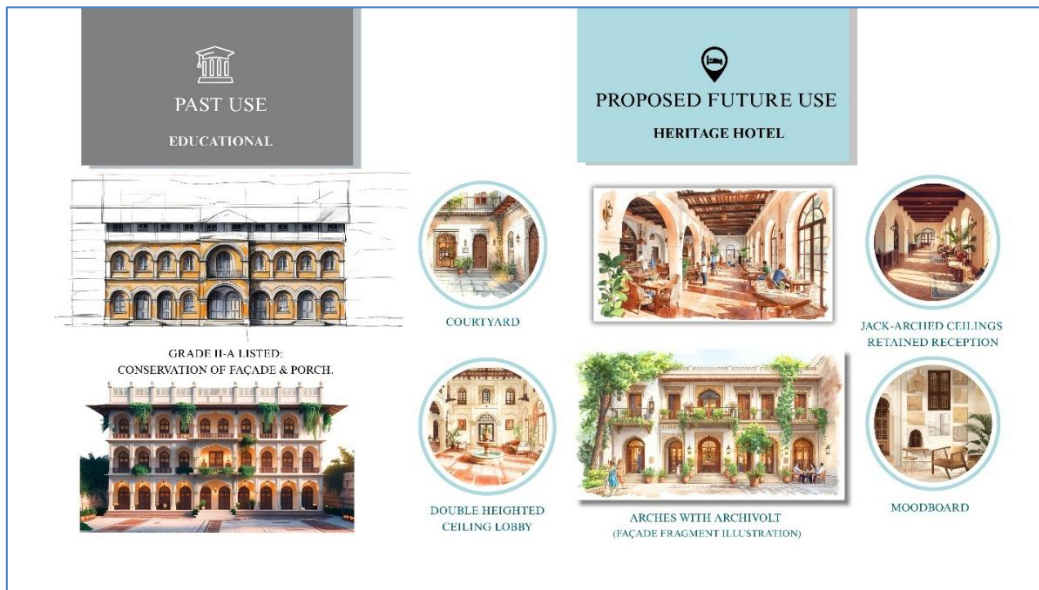 PAST USE
EDUCATIONAL
PROPOSED FUTURE USE
HERITAGE HOTEL
GRADE II-A LISTED:
CONSERVATION OF FAÇADE & PORCH.
COURTYARD
JACK-ARCHED CEILINGS
RETAINED RECEPTION
DOUBLE HEIGHTED
CEILING LOBBY
ARCHES WITH ARCHIVOLT
(FAÇADE FRAGMENT ILLUSTRATION)
MOODBOARD